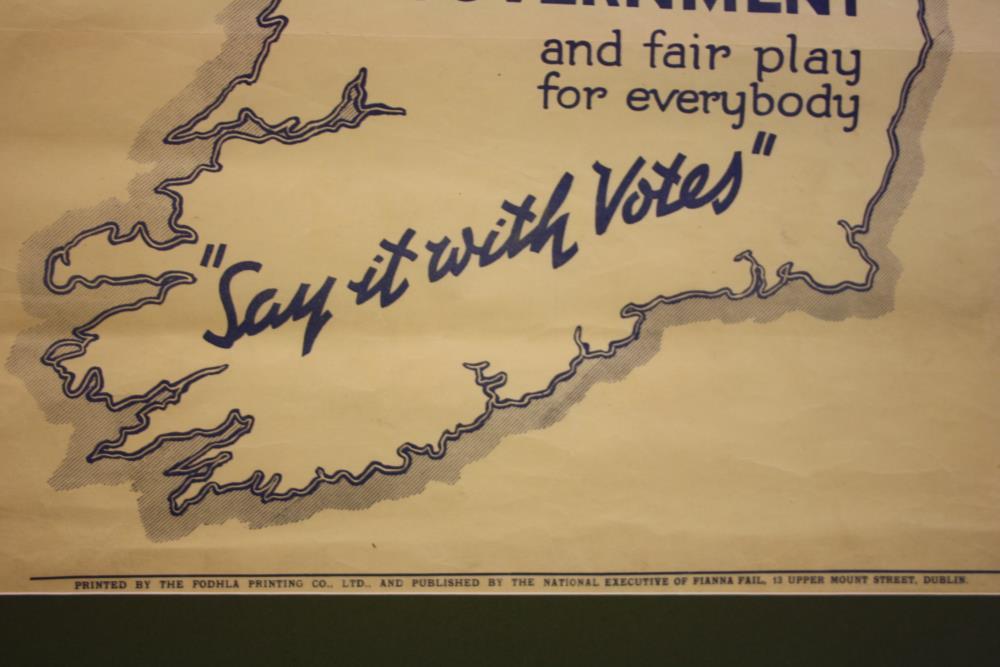 GOVERNMENT
and fair play
for everybody
"Say it with Votes"
PRINTED BY THE FODHLA PRINTING CO., LTD., AND PUBLISHED BY THE NATIONAL EXECUTIVE OF FIANNA FAIL, 13 UPPER MOUNT STREET, DUBLIN.